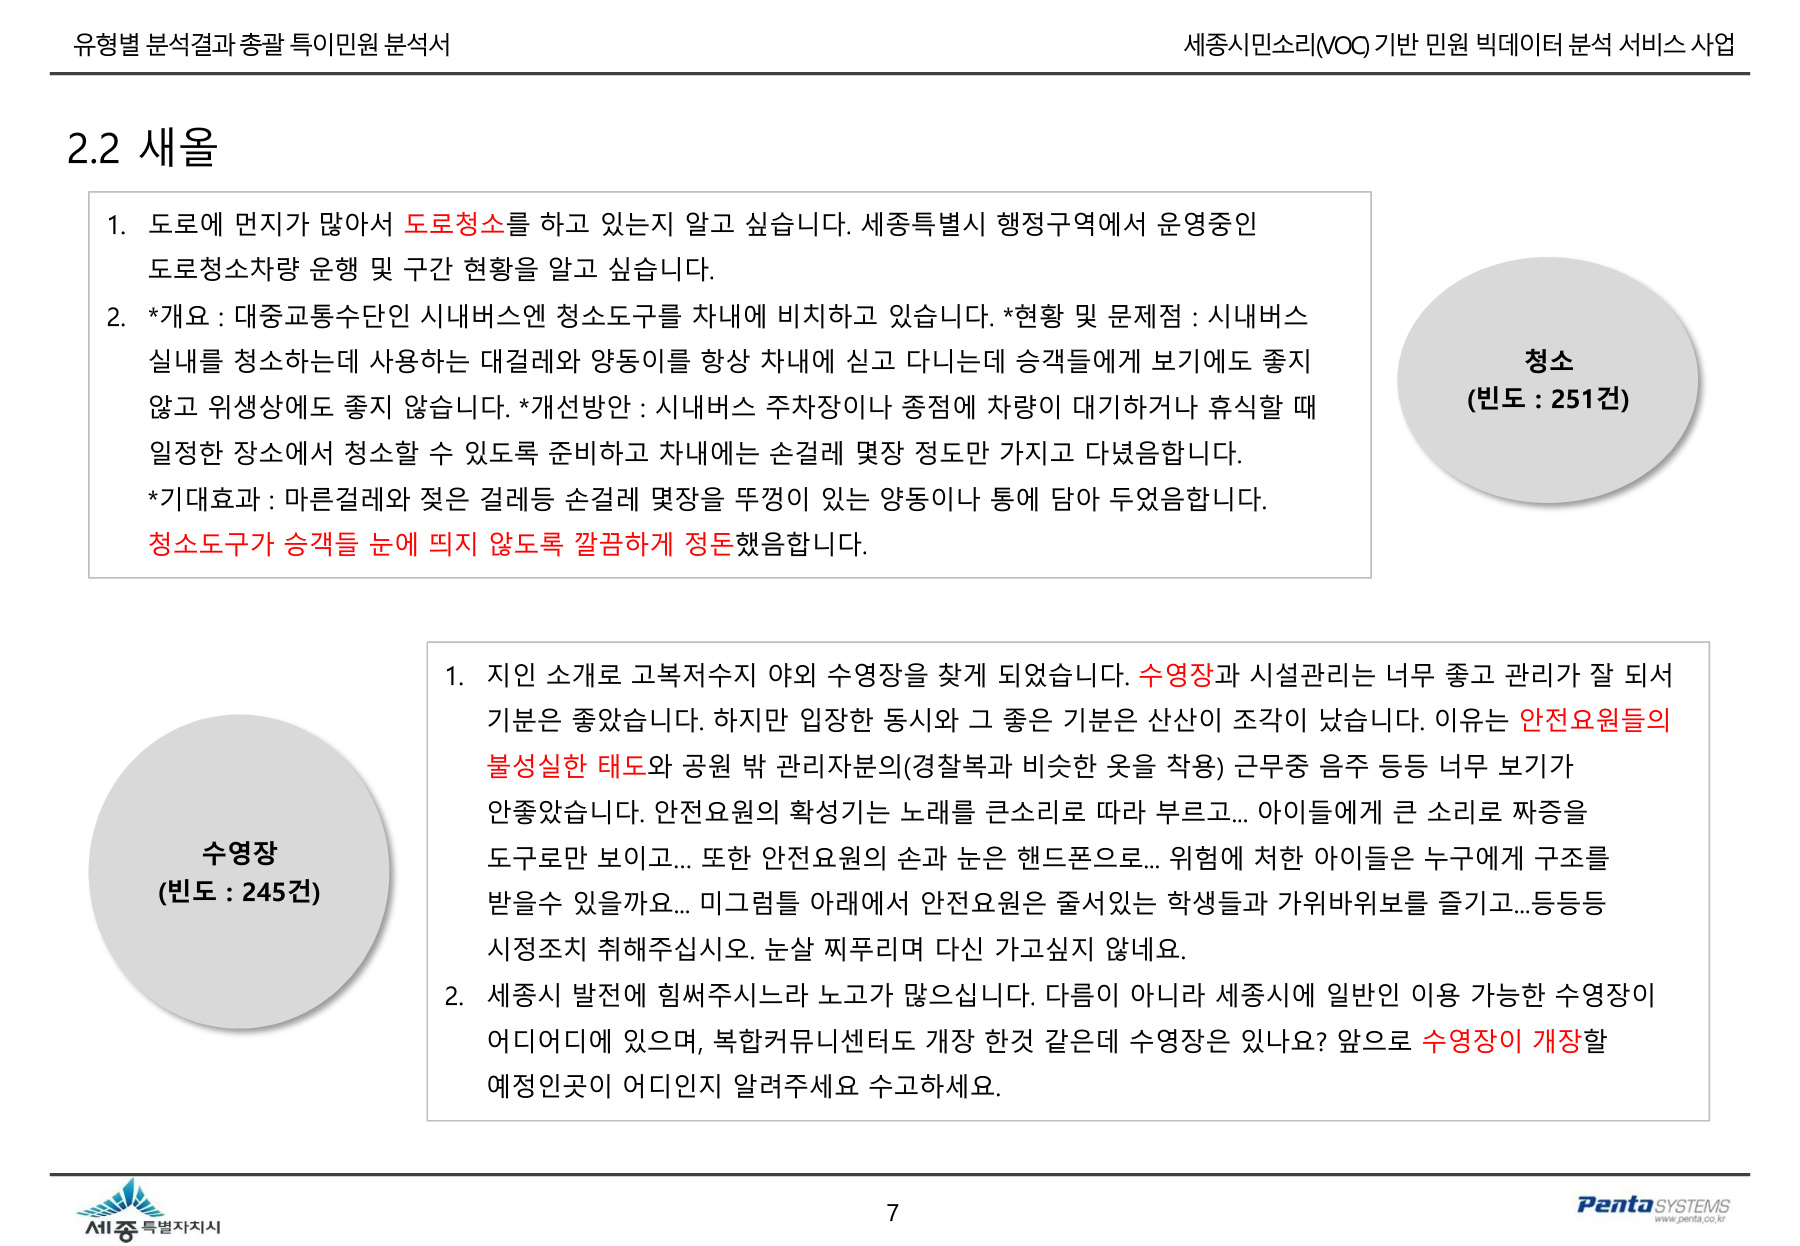 유형별 분석결과 총괄 특이민원 분석서
세종시민소리(VOC) 기반 민원 빅데이터 분석 서비스 사업
2.2 새올
1. 도로에 먼지가 많아서 도로청소를 하고 있는지 알고 싶습니다. 세종특별시 행정구역에서 운영중인
도로청소차량 운행 및 구간 현황을 알고 싶습니다.
2. *개요 : 대중교통수단인 시내버스엔 청소도구를 차내에 비치하고 있습니다. *현황 및 문제점 : 시내버스
실내를 청소하는데 사용하는 대걸레와 양동이를 항상 차내에 싣고 다니는데 승객들에게 보기에도 좋지
않고 위생상에도 좋지 않습니다. *개선방안 : 시내버스 주차장이나 종점에 차량이 대기하거나 휴식할 때
일정한 장소에서 청소할 수 있도록 준비하고 차내에는 손걸레 몇장 정도만 가지고 다녔음합니다.
*기대효과 : 마른걸레와 젖은 걸레등 손걸레 몇장을 뚜껑이 있는 양동이나 통에 담아 두었음합니다.
청소도구가 승객들 눈에 띄지 않도록 깔끔하게 정돈했음합니다.
청소
(빈도 : 251건)
수영장
(빈도 : 245건)
1. 지인 소개로 고복저수지 야외 수영장을 찾게 되었습니다. 수영장과 시설관리는 너무 좋고 관리가 잘 되서
기분은 좋았습니다. 하지만 입장한 동시와 그 좋은 기분은 산산이 조각이 났습니다. 이유는 안전요원들의
불성실한 태도와 공원 밖 관리자분의(경찰복과 비슷한 옷을 착용) 근무중 음주 등등 너무 보기가
안좋았습니다. 안전요원의 확성기는 노래를 큰소리로 따라 부르고... 아이들에게 큰 소리로 짜증을
도구로만 보이고... 또한 안전요원의 손과 눈은 핸드폰으로... 위험에 처한 아이들은 누구에게 구조를
받을수 있을까요... 미그럼틀 아래에서 안전요원은 줄서있는 학생들과 가위바위보를 즐기고...등등등
시정조치 취해주십시오. 눈살 찌푸리며 다신 가고싶지 않네요.
2. 세종시 발전에 힘써주시느라 노고가 많으십니다. 다름이 아니라 세종시에 일반인 이용 가능한 수영장이
어디어디에 있으며, 복합커뮤니센터도 개장 한것 같은데 수영장은 있나요? 앞으로 수영장이 개장할
예정인곳이 어디인지 알려주세요 수고하세요.
세종특별자치시
7
Penta SYSTEMS
www.penta.co.kr